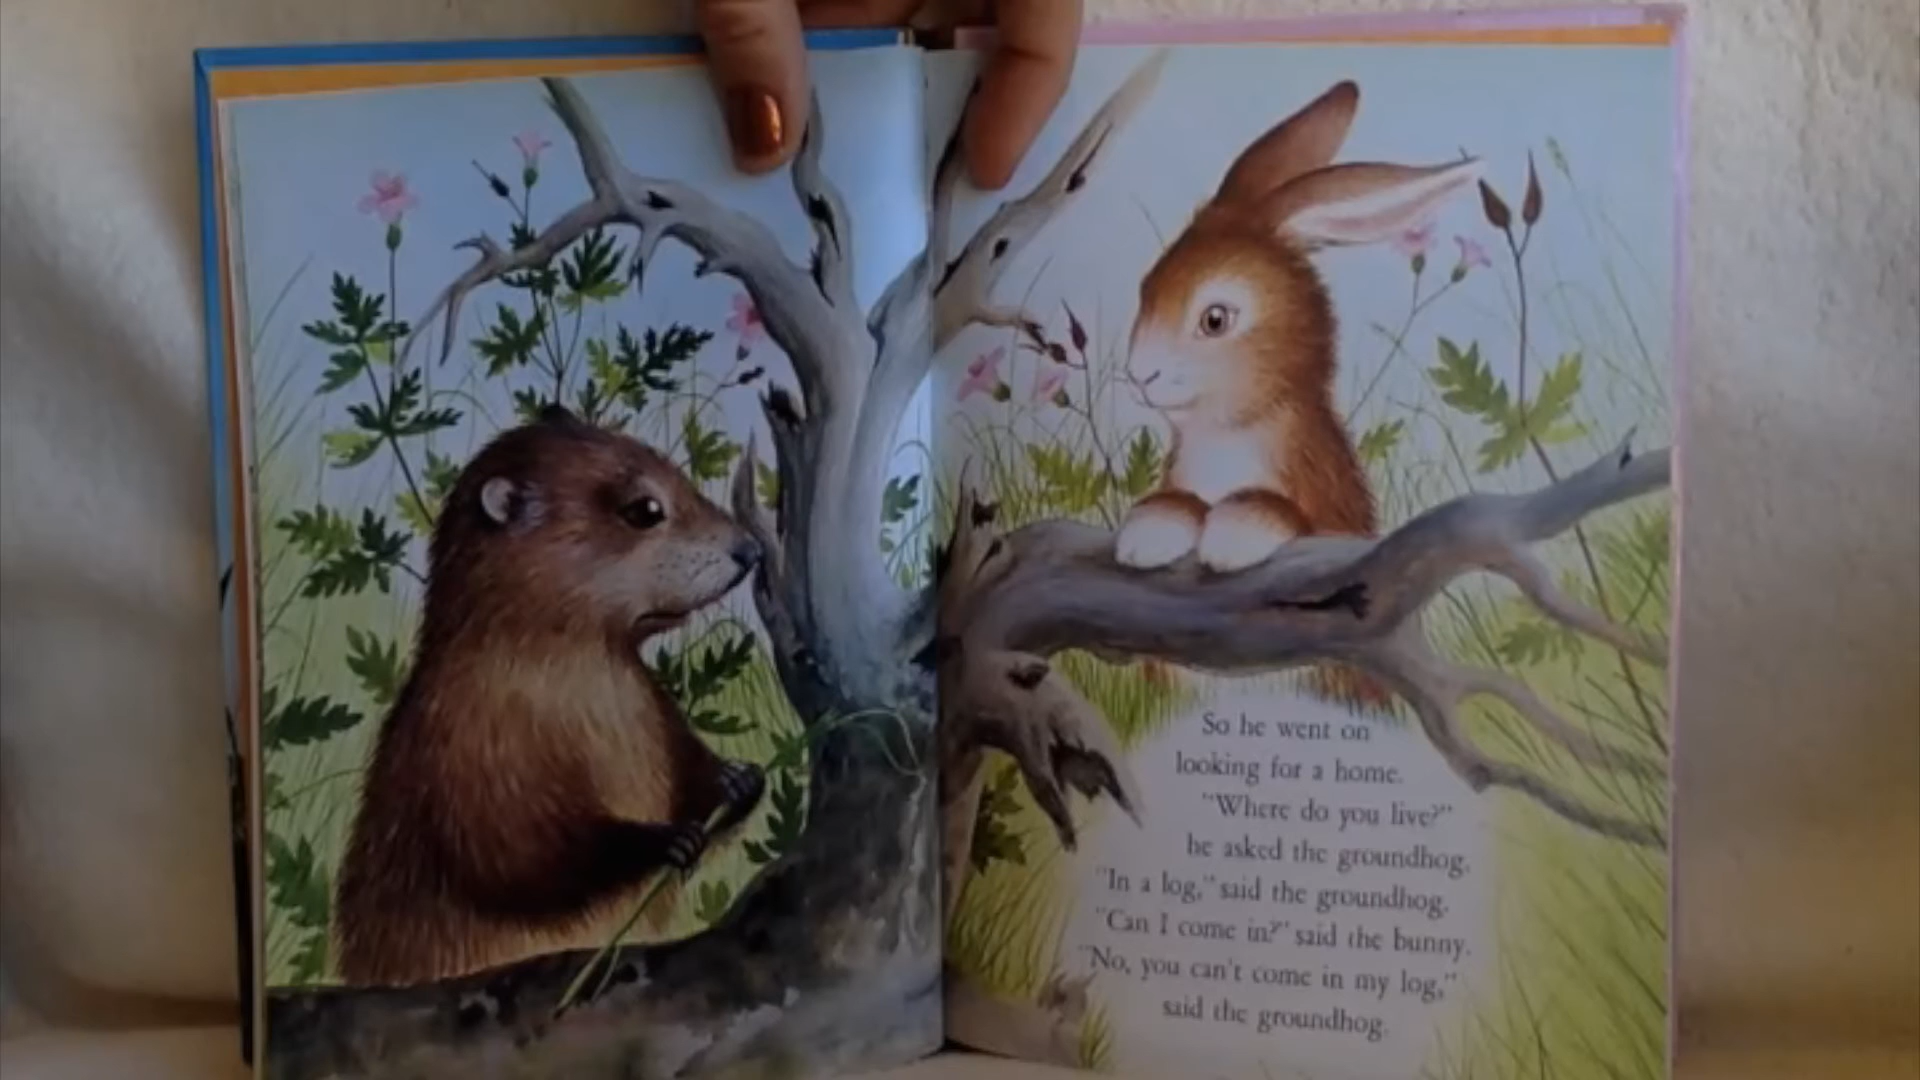 So he went on
looking for a home.
"Where do you live?"
he asked the groundhog.
"In a log," said the groundhog.
"Can I come in?" said the bunny.
"No, you can't come in my log,"
said the groundhog.